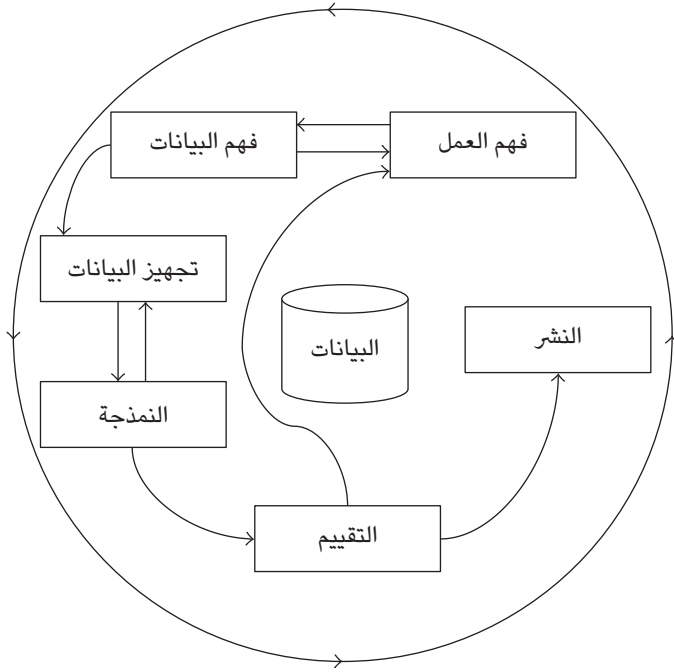 فهم العمل
فهم البيانات
تجهيز البيانات
البيانات
النشر
النمذجة
التقييم